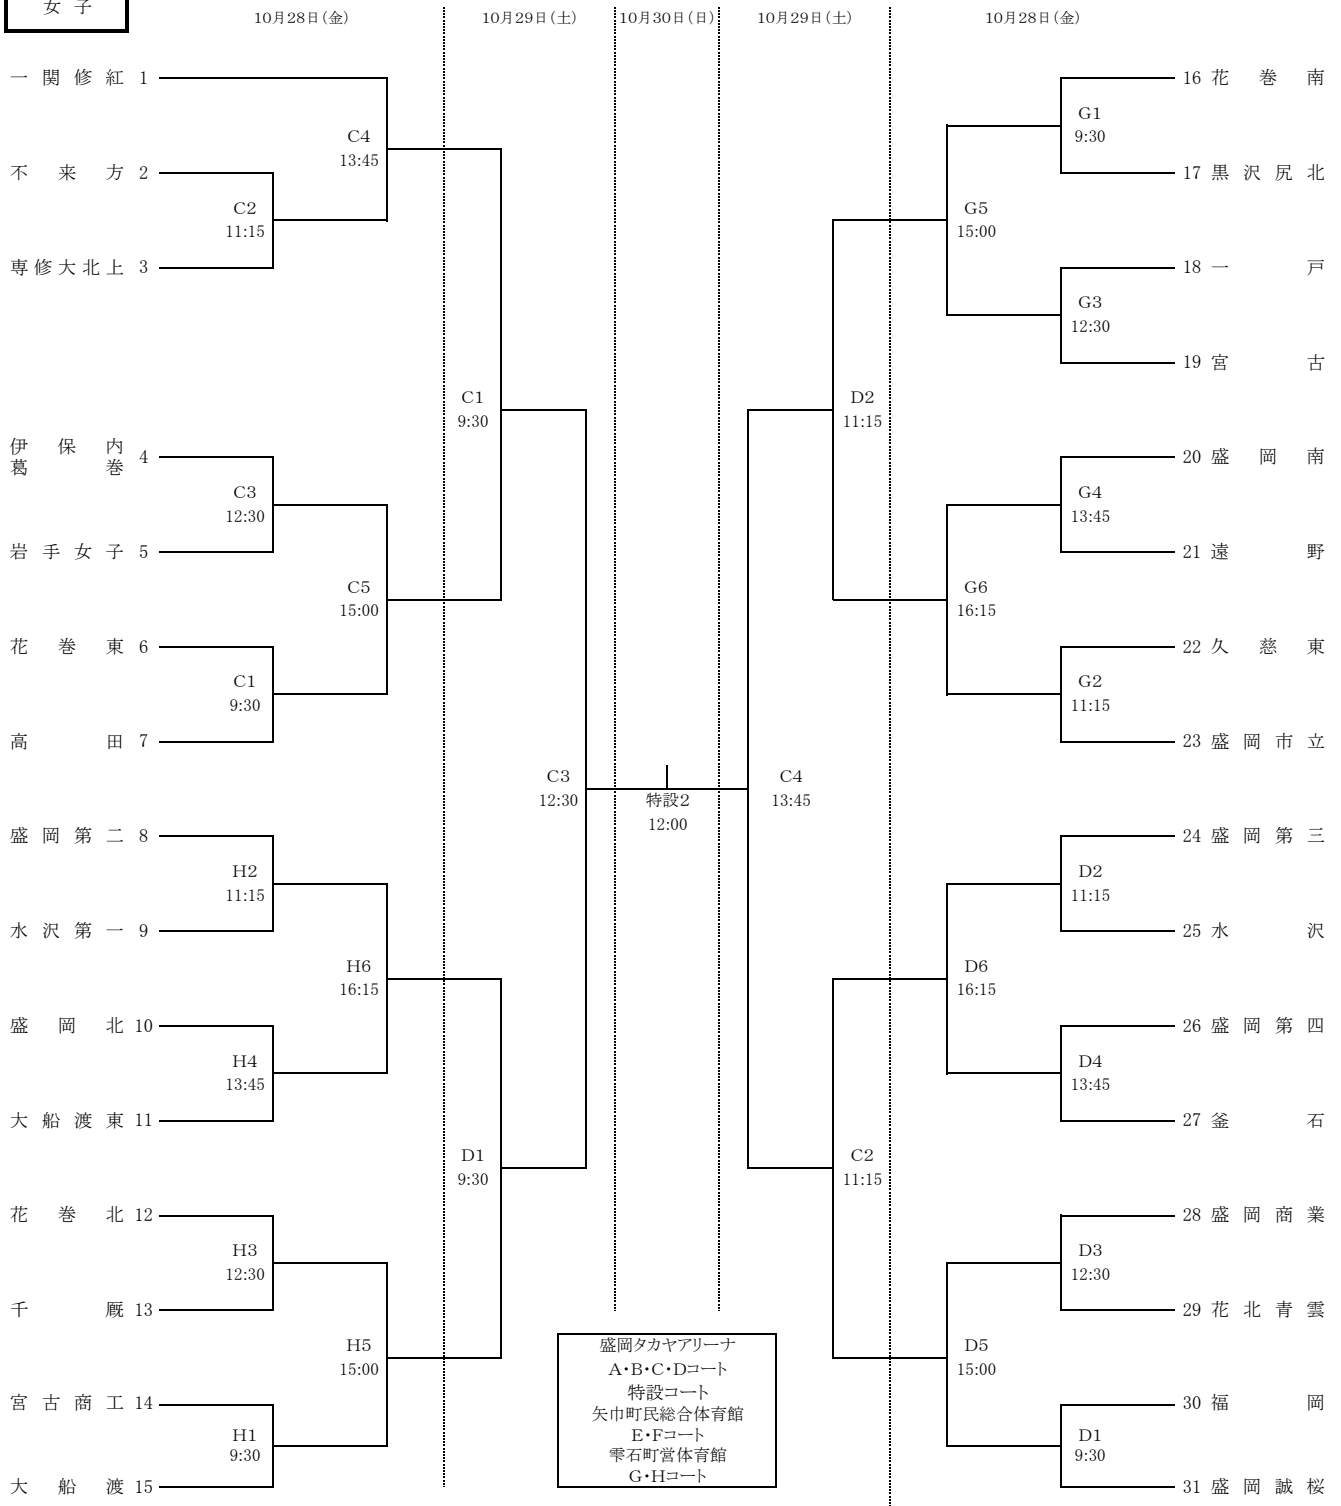 女子
10月28日(金) 10月29日(土) 10月30日(日) 10月29日(土) 10月28日(金)
一関修紅 1
C4
13:45
不来方 2
C2
11:15
専修大北上 3
C1
9:30
伊保内
葛巻 4
C3
12:30
岩手女子 5
C5
15:00
花巻東 6
C1
9:30
高田 7
C3
12:30
盛岡第二 8
H2
11:15
水沢第一 9
H6
16:15
盛岡北 10
H4
13:45
大船渡東 11
D1
9:30
花巻北 12
H3
12:30
千厩 13
H5
15:00
宮古商工 14
H1
9:30
大船渡 15
特設2
12:00
16 花巻南
G1
9:30
17 黒沢尻北
G5
15:00
18 一戸
G3
12:30
19 宮古
D2
11:15
20 盛岡南
G4
13:45
21 遠野
G6
16:15
22 久慈東
G2
11:15
23 盛岡市立
C4
13:45
24 盛岡第三
D2
11:15
25 水沢
D6
16:15
26 盛岡第四
D4
13:45
27 釜石
C2
11:15
28 盛岡商業
D3
12:30
29 花北青雲
D5
15:00
30 福岡
D1
9:30
31 盛岡誠桜
盛岡タカヤアリーナ
A・B・C・Dコート
特設コート
矢巾町民総合体育館
E・Fコート
雫石町営体育館
G・Hコート